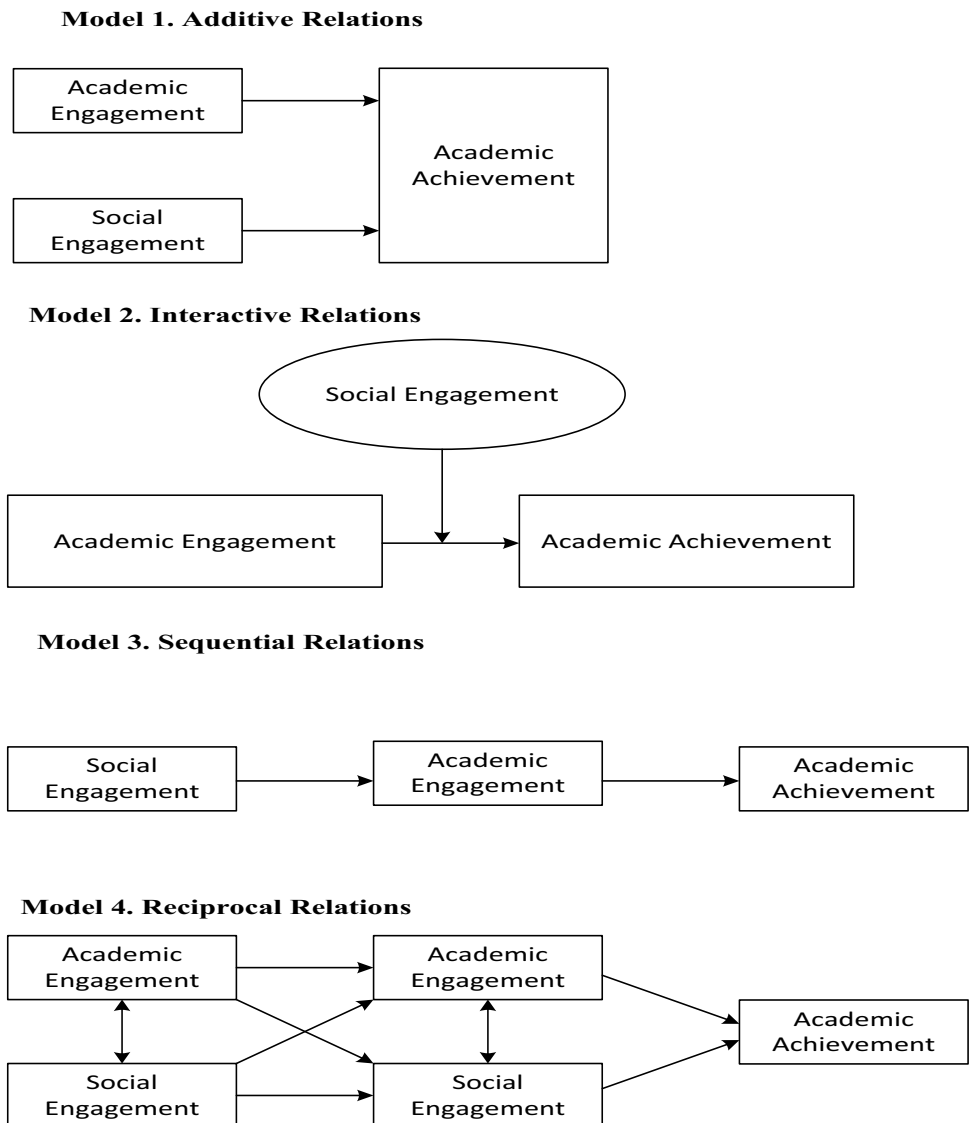 Model 1. Additive Relations
Academic
Engagement
Academic
Achievement
Social
Engagement
Model 2. Interactive Relations
Social Engagement
Academic Engagement
Academic Achievement
Model 3. Sequential Relations
Social
Engagement
Academic
Engagement
Academic
Achievement
Model 4. Reciprocal Relations
Academic
Engagement
Academic
Engagement
Academic
Achievement
Social
Engagement
Social
Engagement